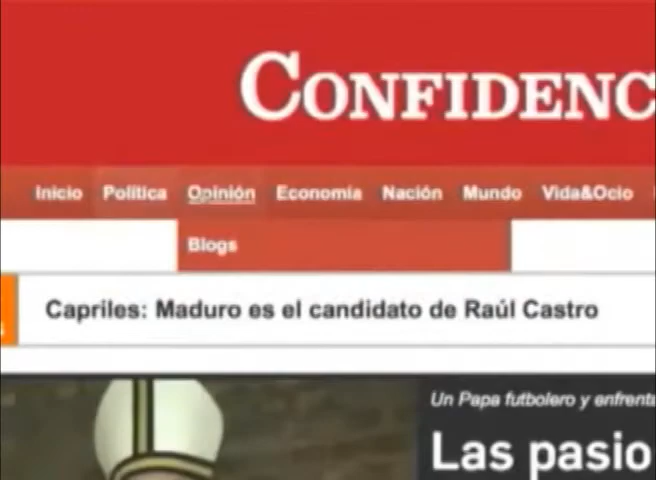 CONFIDENC
Inicio Política Opinión Economía Nación Mundo Vida&Ocio
Blogs
Capriles: Maduro es el candidato de Raúl Castro
Un Papa futbolero y enfrenta
Las pasio